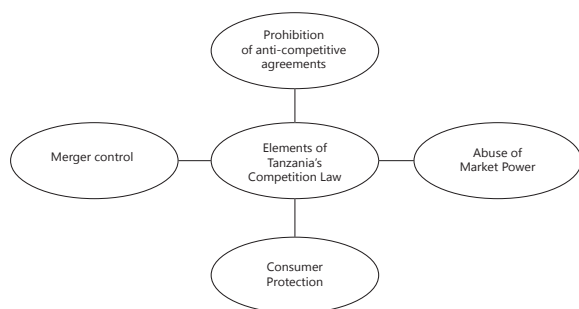 Prohibition
of anti-competitive
agreements
Merger control
Elements of
Tanzania's
Competition Law
Abuse of
Market Power
Consumer
Protection